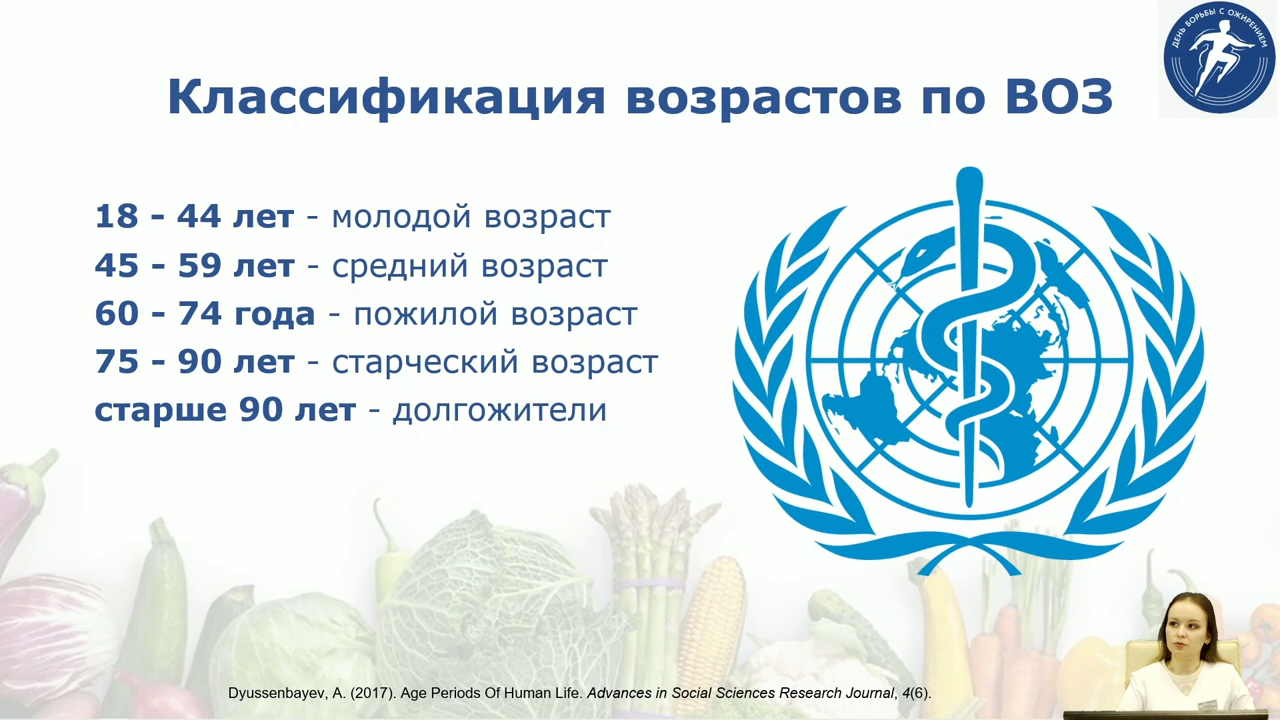 ДЕНЬ БОРЬБЫ С ОЖИРЕНИЕМ
Классификация возрастов по ВОЗ
18 - 44 лет - молодой возраст
45 - 59 лет - средний возраст
60 - 74 года - пожилой возраст
75 - 90 лет - старческий возраст
старше 90 лет - долгожители
Dyussenbayev, A. (2017). Age Periods Of Human Life. Advances in Social Sciences Research Journal, 4(6).